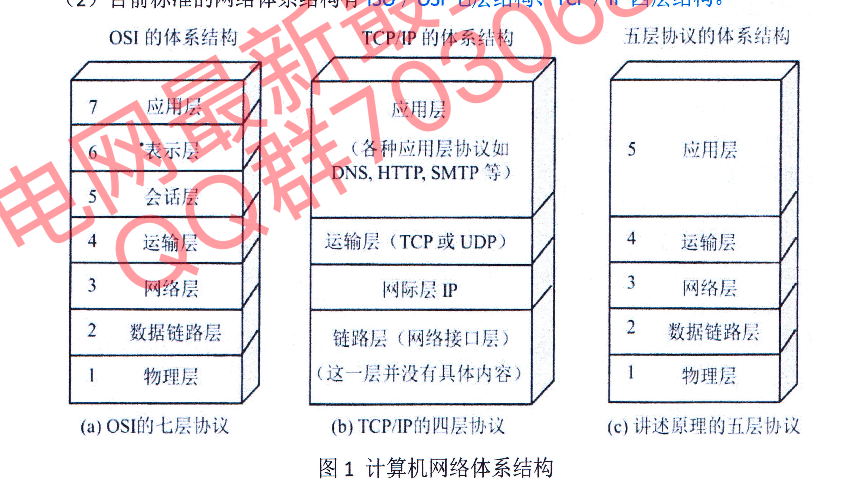 （2）目前标准的网络体系结构有 ISO / OSI 七层结构、TCP / IP 四层结构。
OSI 的体系结构
TCP/IP 的体系结构
五层协议的体系结构
7 应用层
6 表示层
5 会话层
4 运输层
3 网络层
2 数据链路层
1 物理层
应用层
（各种应用层协议如
DNS, HTTP, SMTP 等）
运输层（TCP 或 UDP）
网际层 IP
链路层（网络接口层）
（这一层并没有具体内容）
5 应用层
4 运输层
3 网络层
2 数据链路层
1 物理层
(a) OSI的七层协议
(b) TCP/IP的四层协议
(c) 讲述原理的五层协议
图 1 计算机网络体系结构
电网最新
QQ群70306